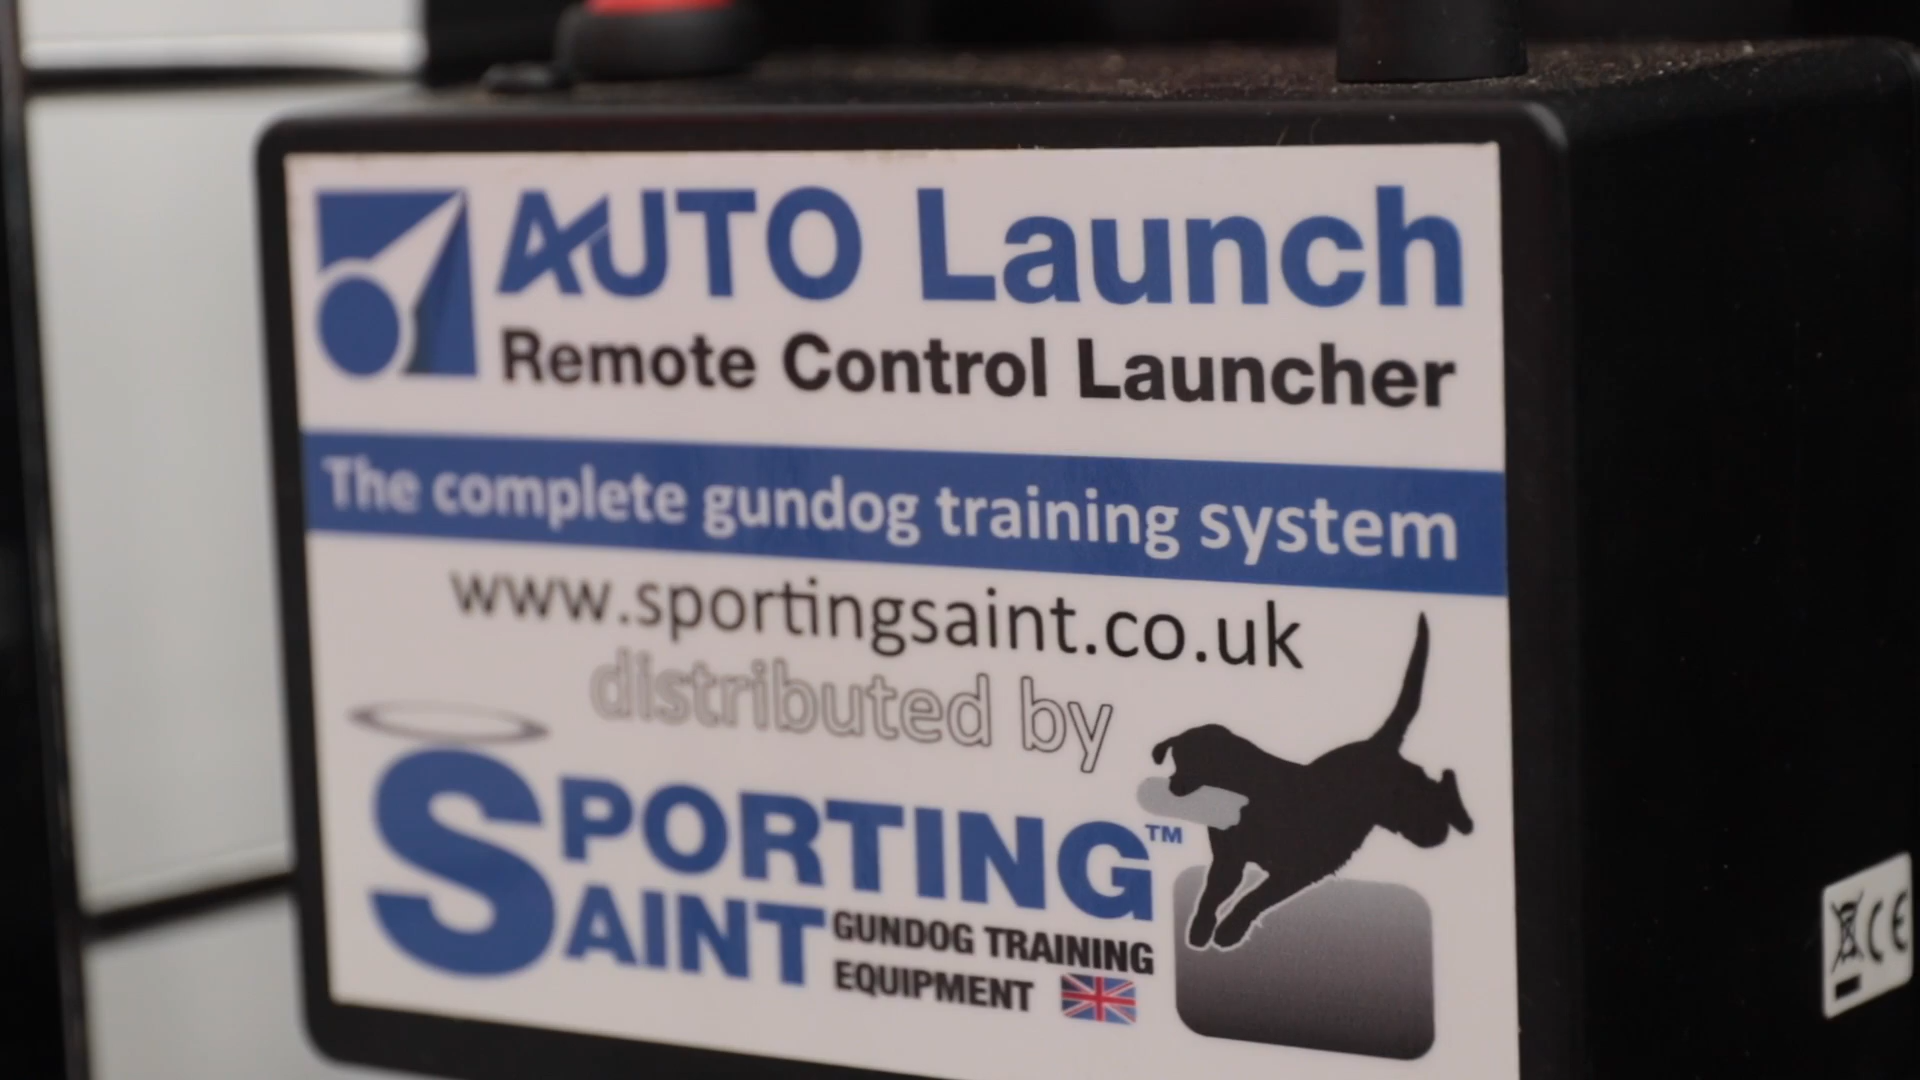 AUTO Launch
Remote Control Launcher
The complete gundog training system
www.sportingsaint.co.uk
distributed by
SPORTING™
SAINT GUNDOG TRAINING
EQUIPMENT
CE